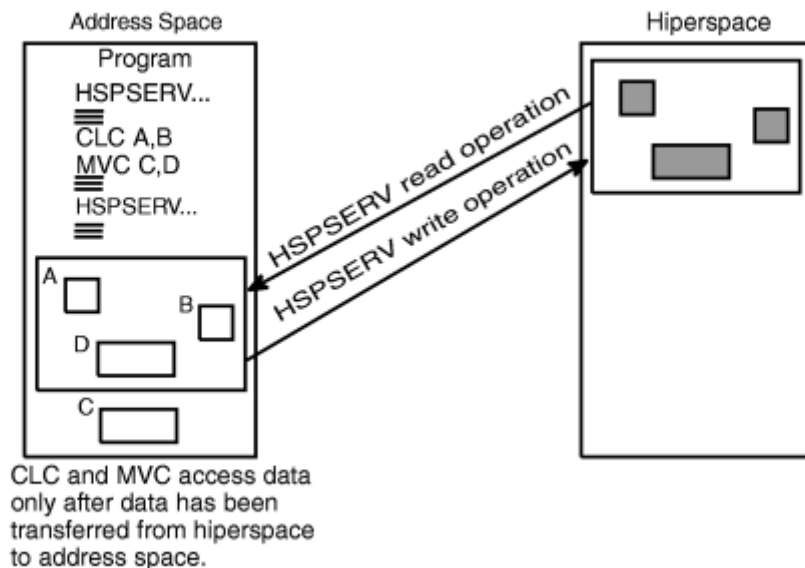 Address Space
Hiperspace
Program
HSPSERV...
CLC A,B
MVC C,D
HSPSERV...
HSPSERV read operation
HSPSERV write operation
A
B
D
C
CLC and MVC access data
only after data has been
transferred from hiperspace
to address space.